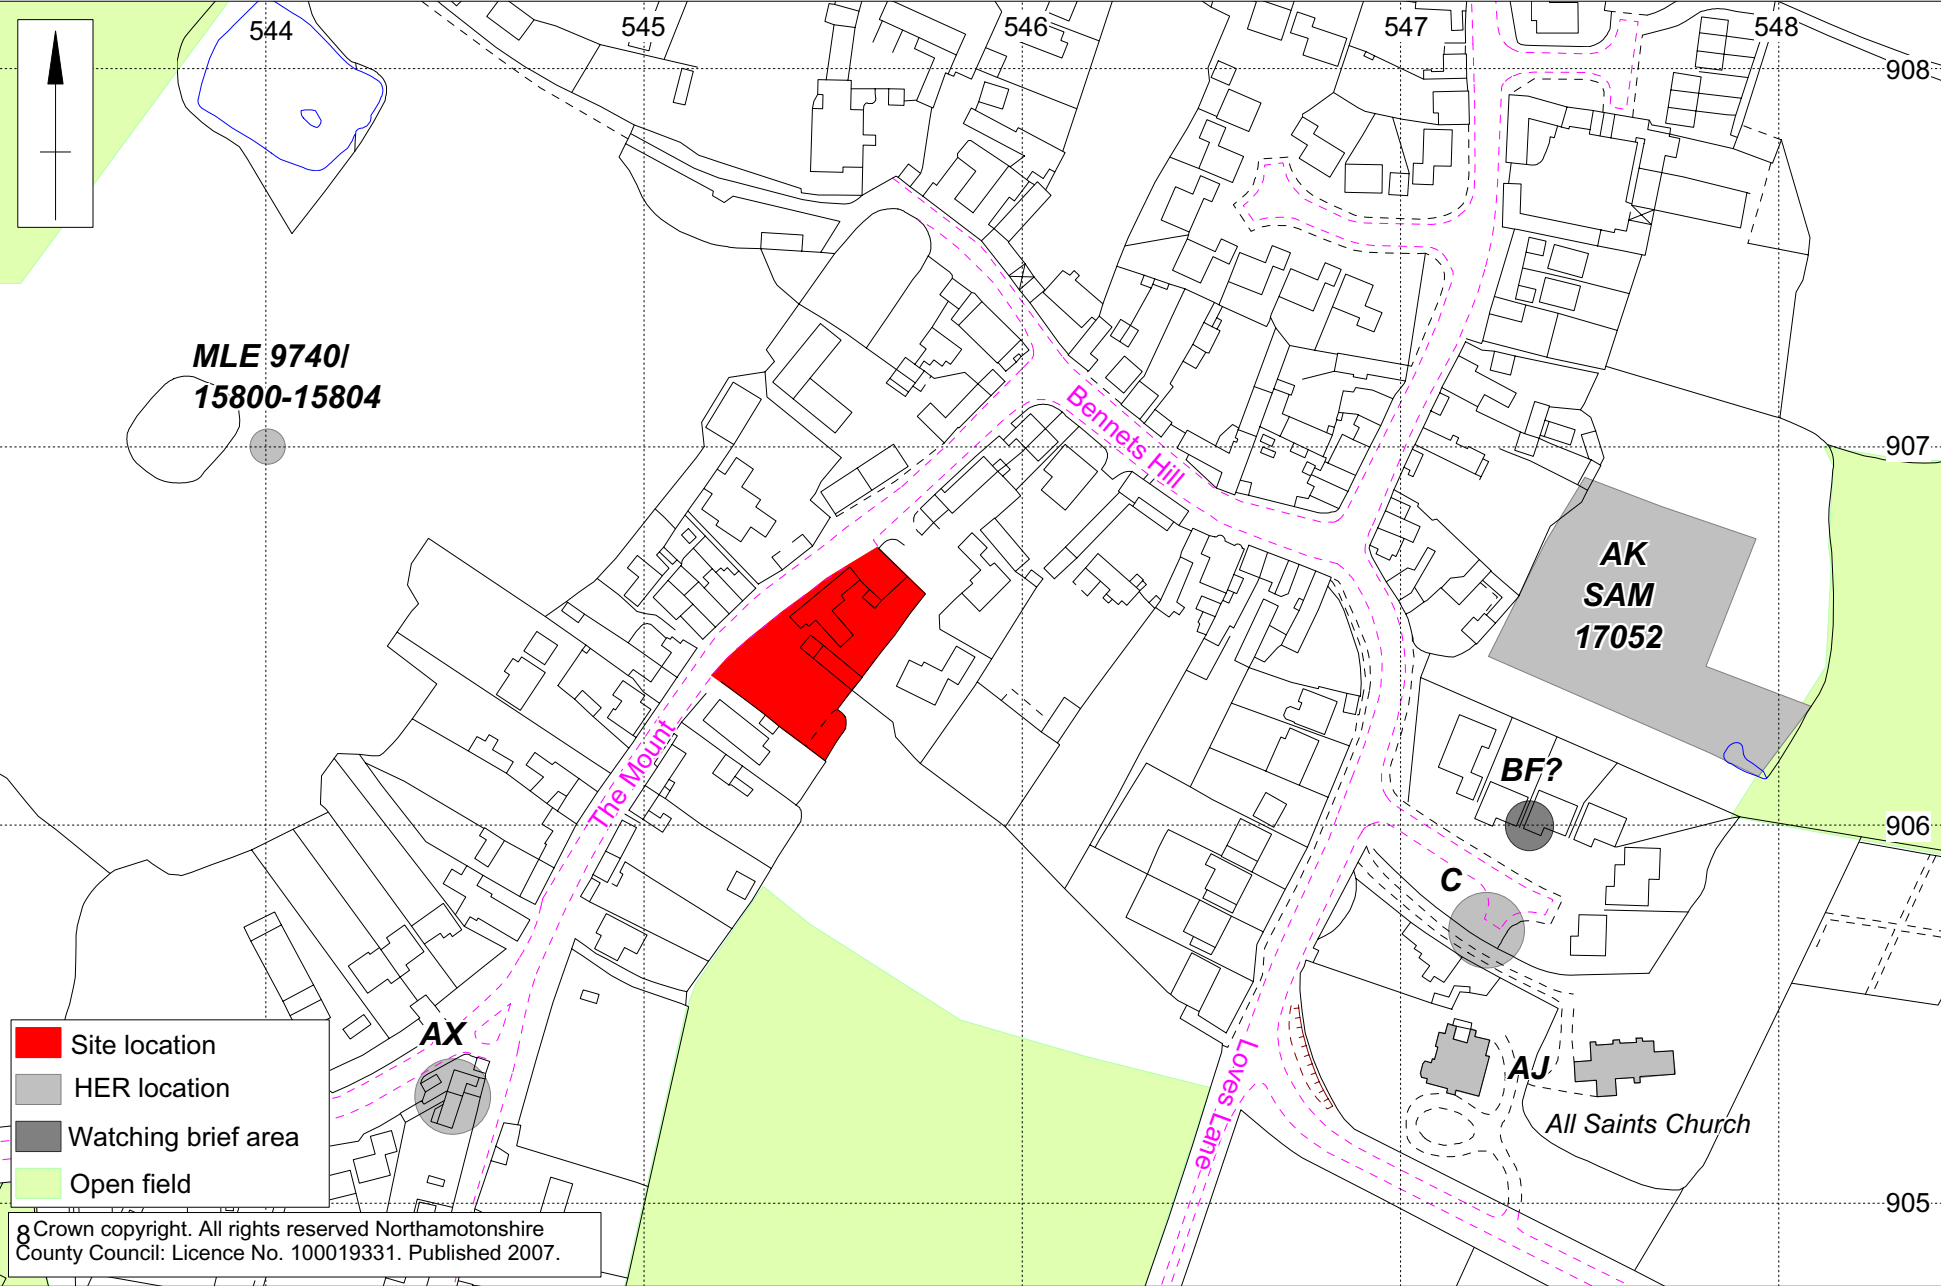 544
545
546
547
548
908
MLE 9740/
15800-15804
Bennets Hill
907
AK
SAM
17052
The Mount
BF?
906
C
AX
AJ
All Saints Church
Loves Lane
905
Site location
HER location
Watching brief area
Open field
8 Crown copyright. All rights reserved Northamotonshire
County Council: Licence No. 100019331. Published 2007.